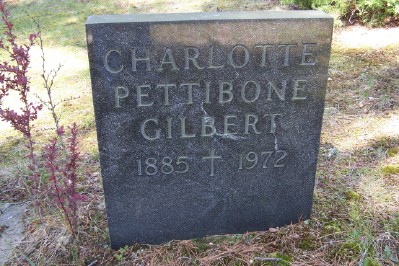 CHARLOTTE
PETTIBONE
GILBERT
1885 † 1972